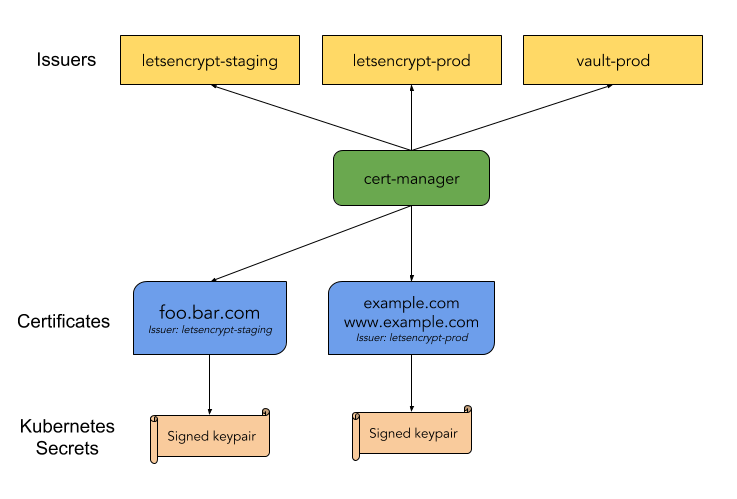 Issuers
letsencrypt-staging
letsencrypt-prod
vault-prod
cert-manager
Certificates
foo.bar.com
Issuer: letsencrypt-staging
example.com
www.example.com
Issuer: letsencrypt-prod
Kubernetes
Secrets
Signed keypair
Signed keypair